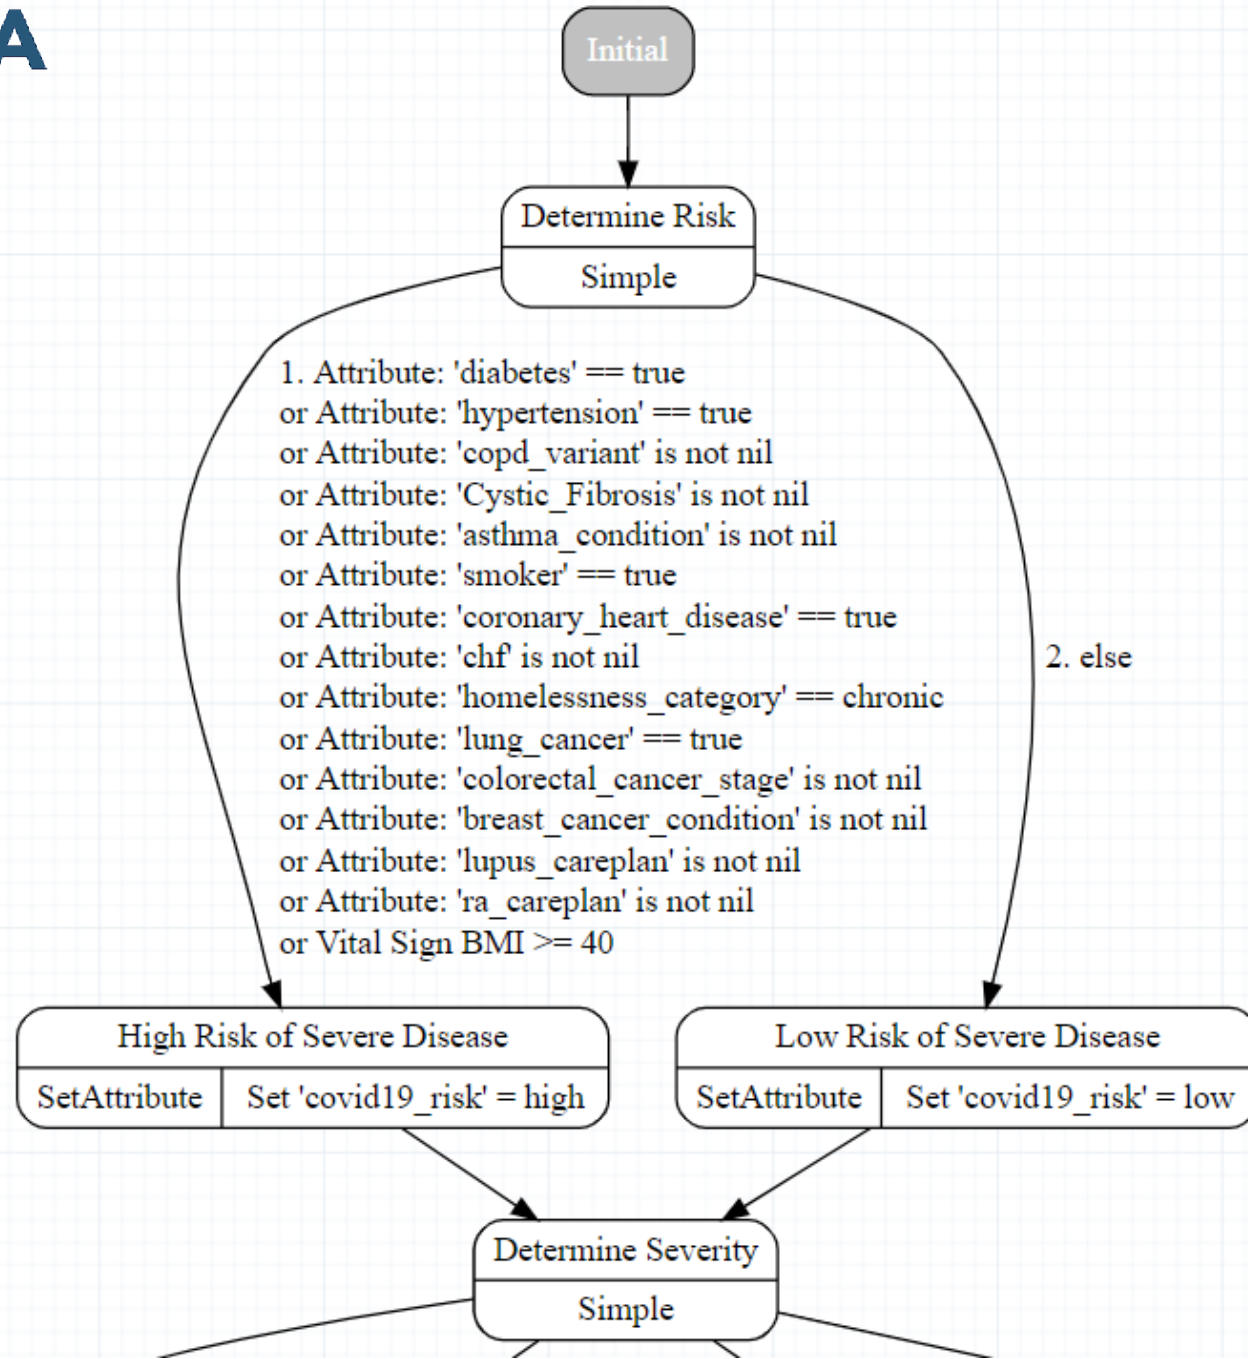 A
Initial
Determine Risk
Simple
1. Attribute: 'diabetes' == true
or Attribute: 'hypertension' == true
or Attribute: 'copd_variant' is not nil
or Attribute: 'Cystic_Fibrosis' is not nil
or Attribute: 'asthma_condition' is not nil
or Attribute: 'smoker' == true
or Attribute: 'coronary_heart_disease' == true
or Attribute: 'chf' is not nil
2. else
or Attribute: 'homelessness_category' == chronic
or Attribute: 'lung_cancer' == true
or Attribute: 'colorectal_cancer_stage' is not nil
or Attribute: 'breast_cancer_condition' is not nil
or Attribute: 'lupus_careplan' is not nil
or Attribute: 'ra_careplan' is not nil
or Vital Sign BMI >= 40
High Risk of Severe Disease
SetAttribute
Set 'covid19_risk' = high
Low Risk of Severe Disease
SetAttribute
Set 'covid19_risk' = low
Determine Severity
Simple